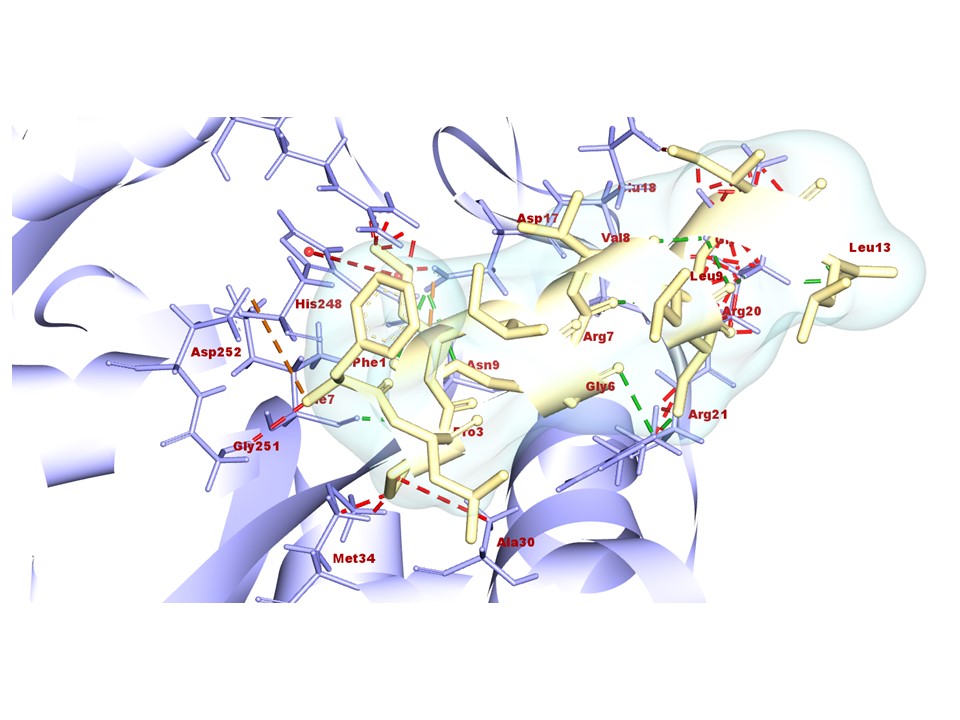 Asp17
Val8
Leu13
Leu9
His248
Arg20
Arg7
Asp252
Phe1
Asn9
Gly6
Arg21
Gly251
Met34
Ala30